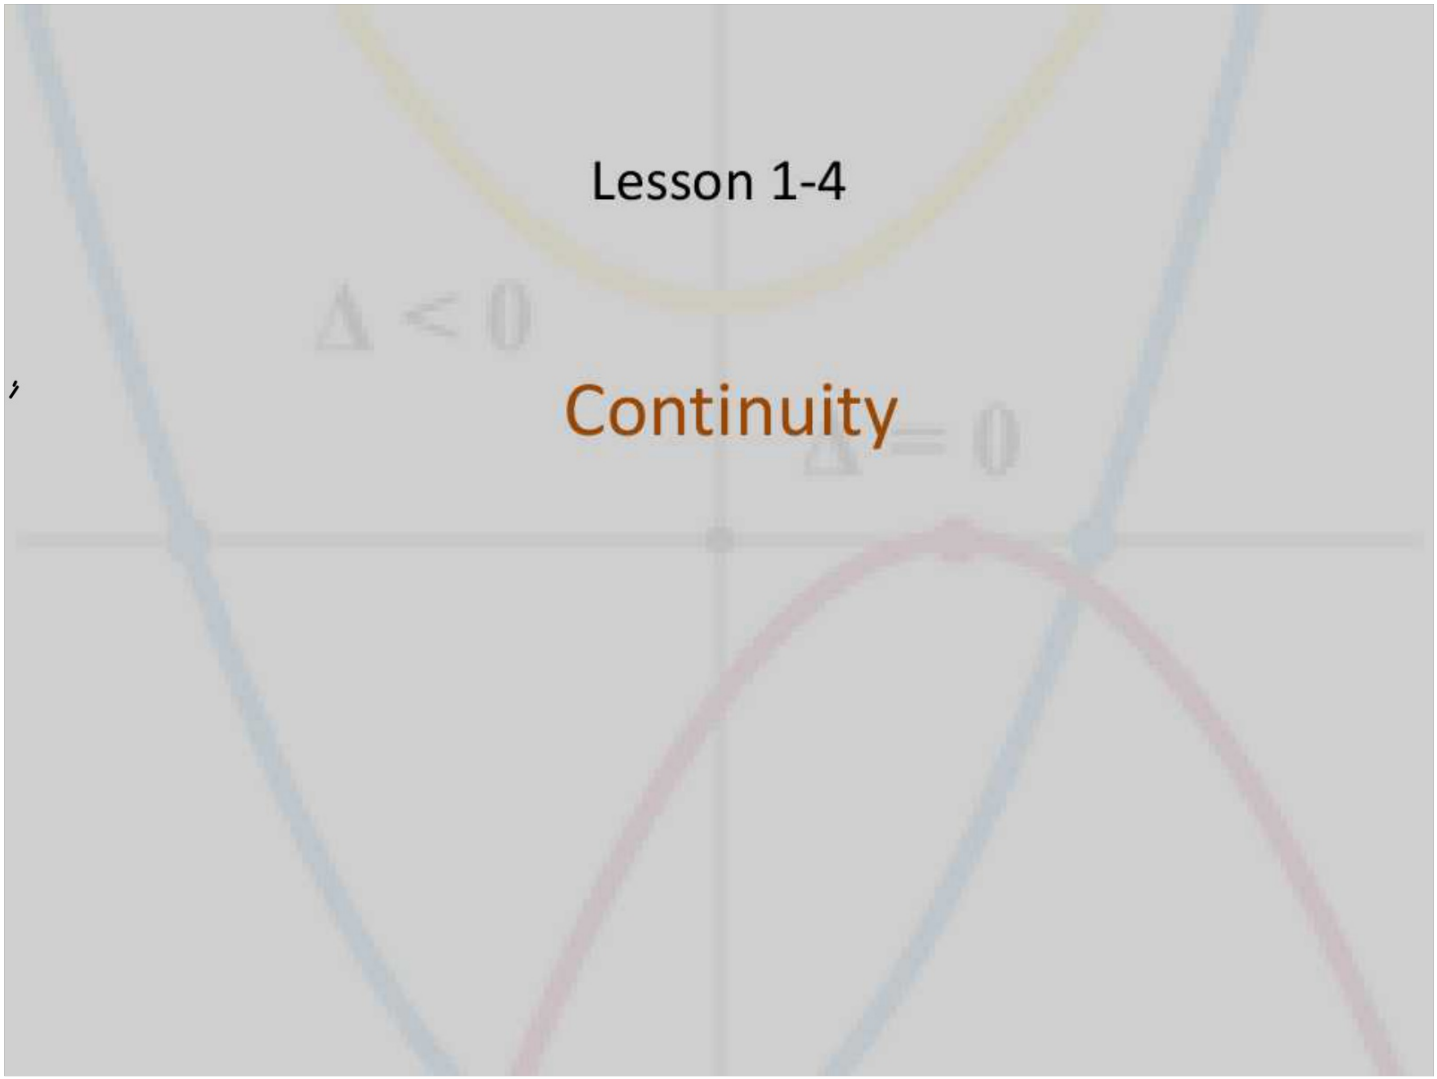 Lesson 1-4
Δ < 0
Continuity
Δ = 0